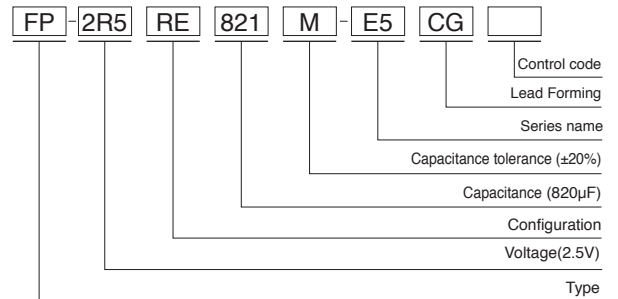 FP-2R5 RE 821 M-E5 CG
Control code
Lead Forming
Series name
Capacitance tolerance (±20%)
Capacitance (820µF)
Configuration
Voltage(2.5V)
Type